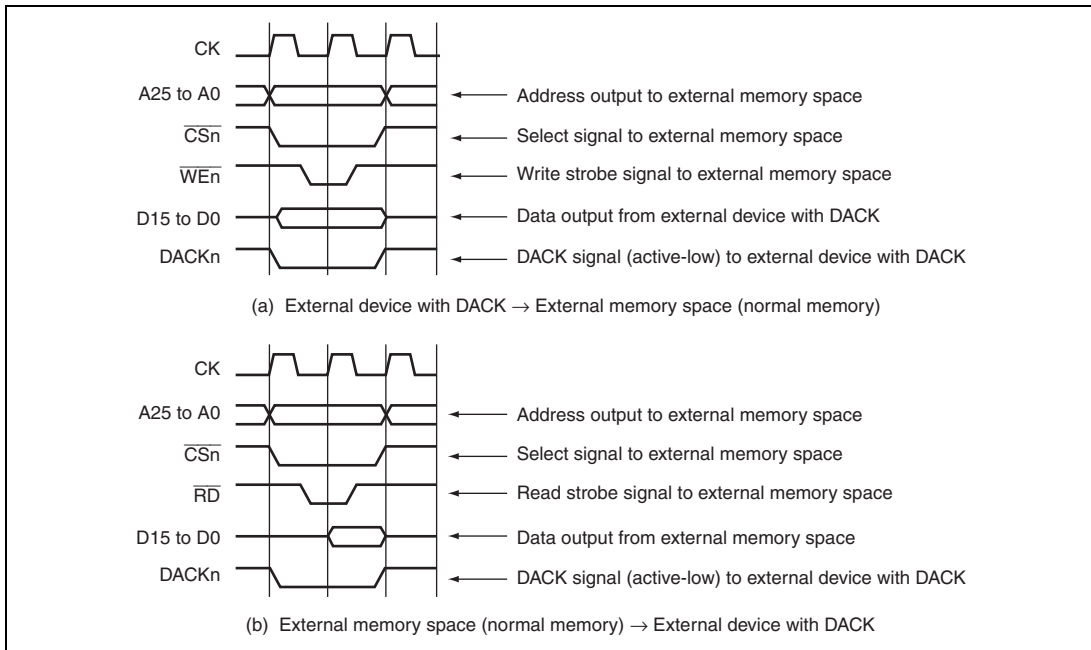 CK
A25 to A0 Address output to external memory space
CSn Select signal to external memory space
WEn Write strobe signal to external memory space
D15 to D0 Data output from external device with DACK
DACKn DACK signal (active-low) to external device with DACK
(a) External device with DACK → External memory space (normal memory)
CK
A25 to A0 Address output to external memory space
CSn Select signal to external memory space
RD Read strobe signal to external memory space
D15 to D0 Data output from external memory space
DACKn DACK signal (active-low) to external device with DACK
(b) External memory space (normal memory) → External device with DACK